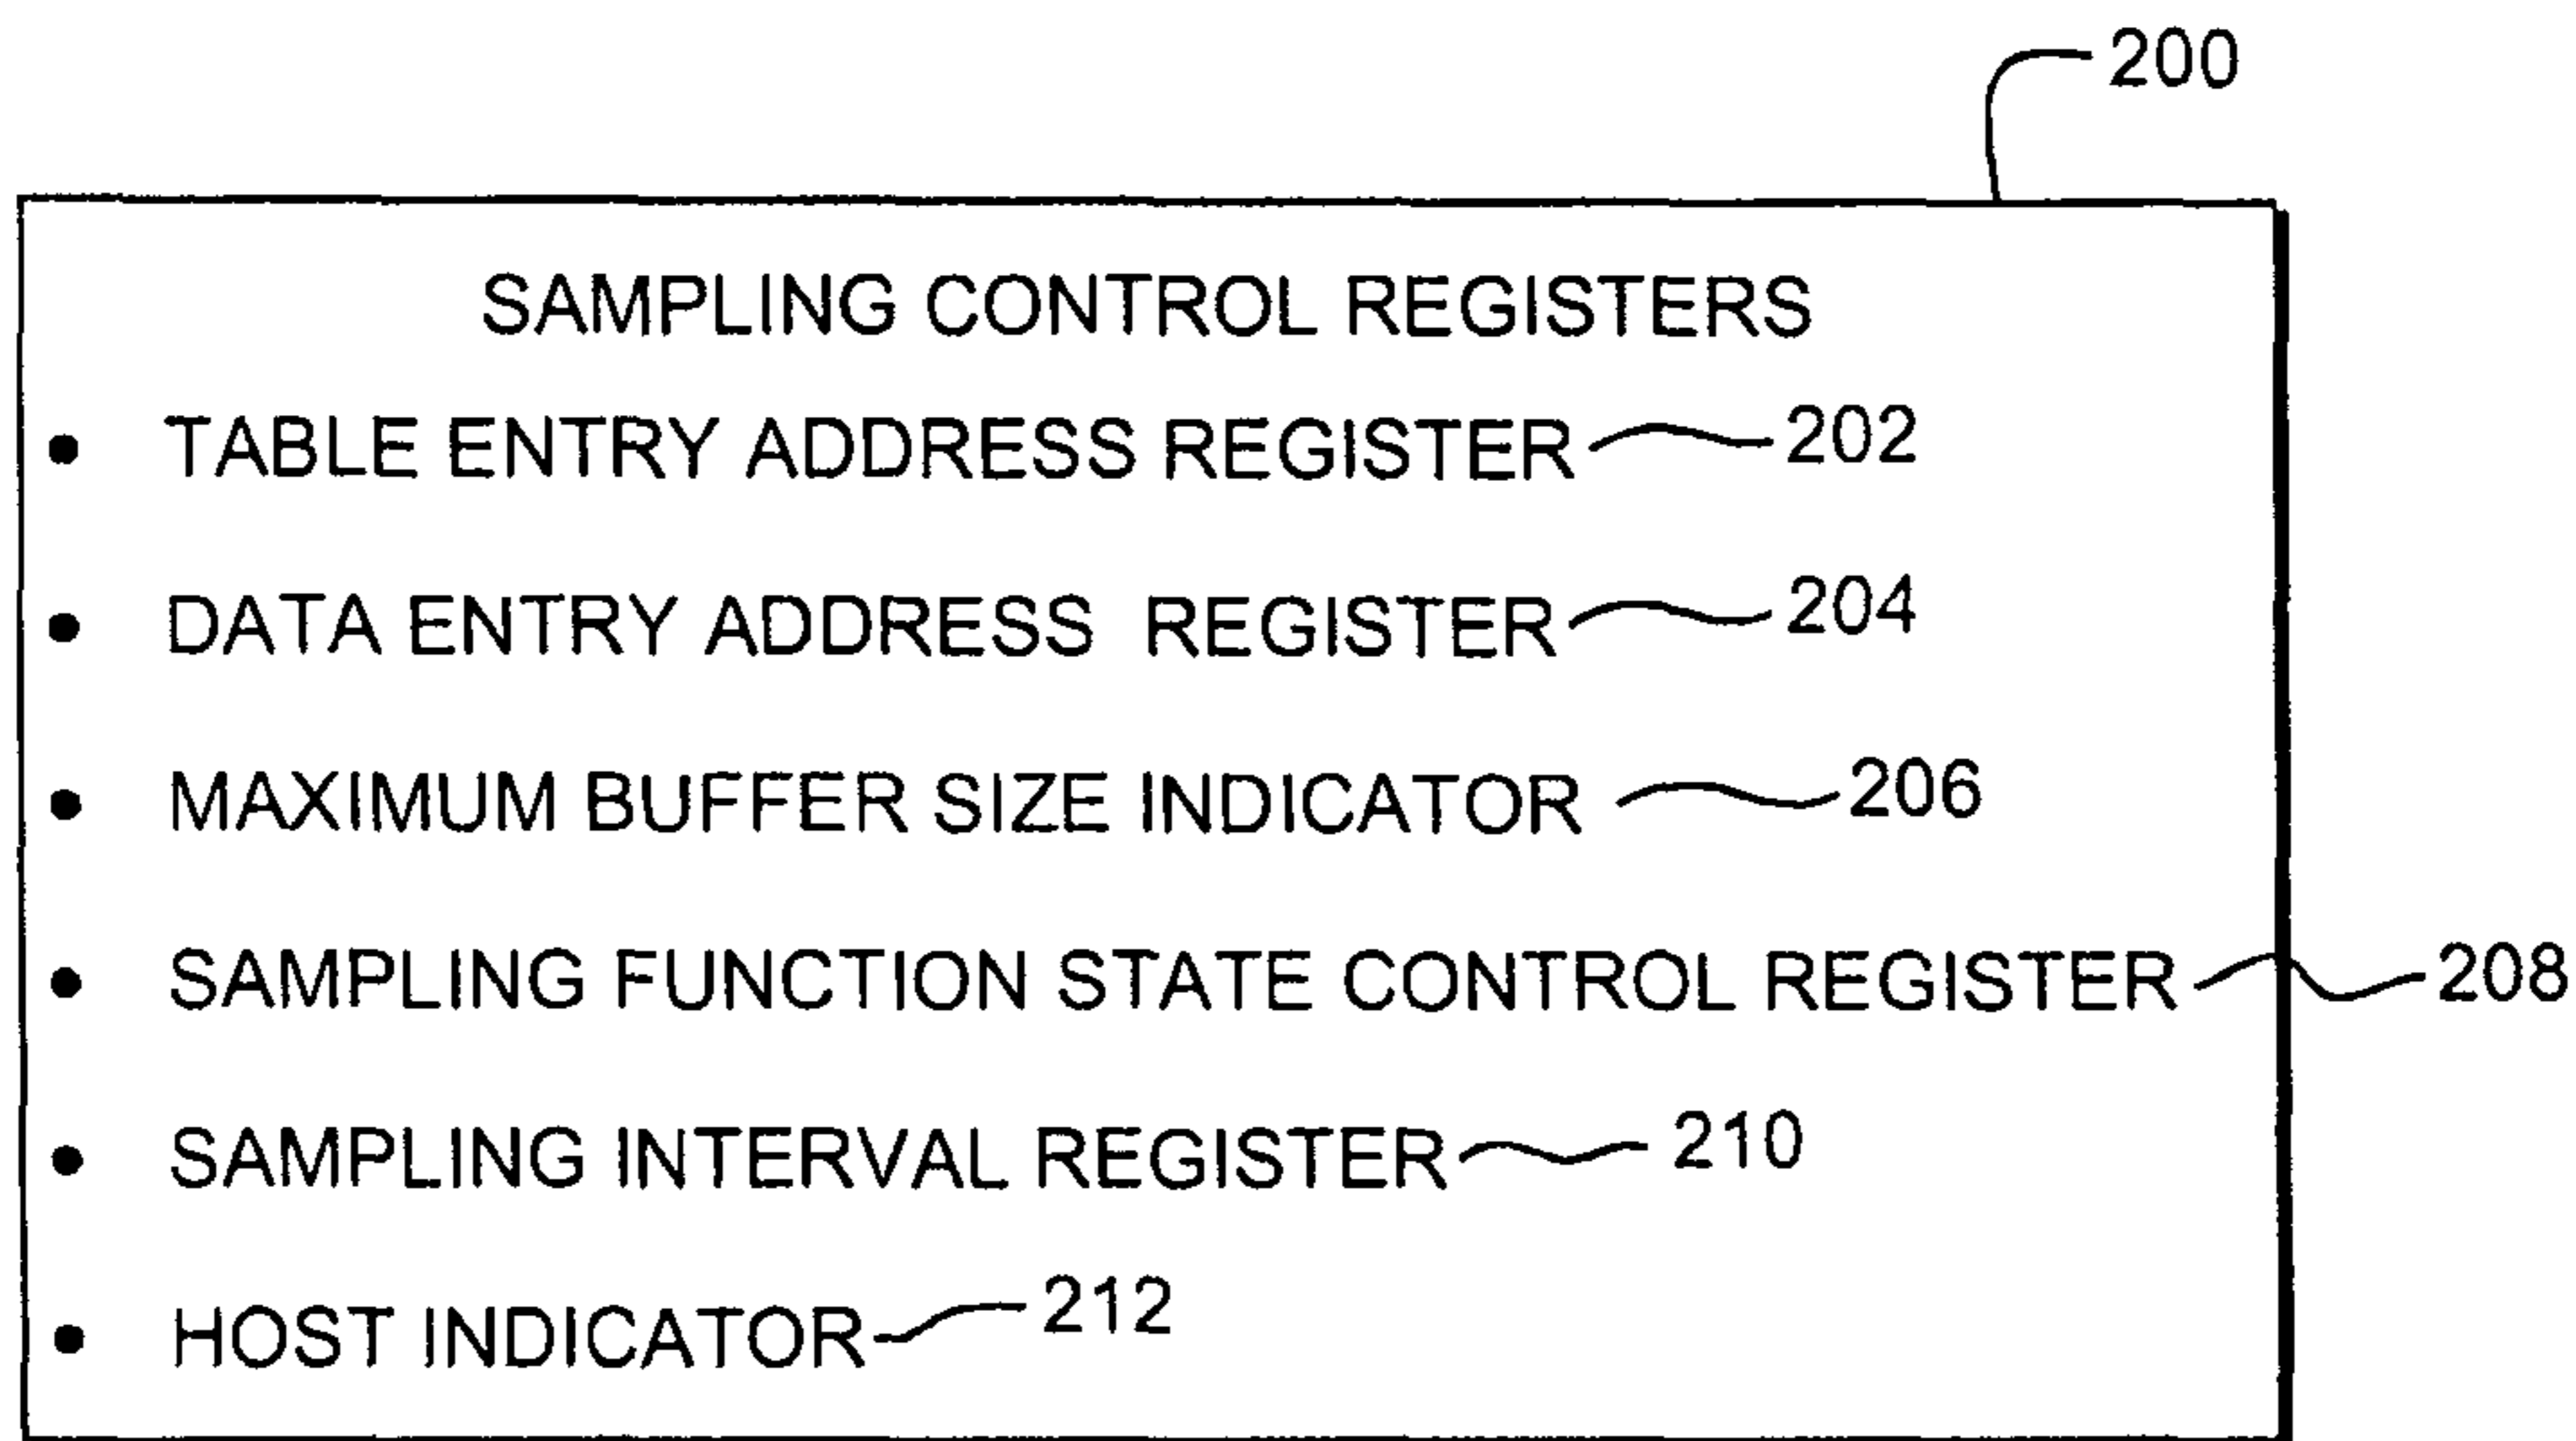 200
SAMPLING CONTROL REGISTERS
• TABLE ENTRY ADDRESS REGISTER 202
• DATA ENTRY ADDRESS REGISTER 204
• MAXIMUM BUFFER SIZE INDICATOR 206
• SAMPLING FUNCTION STATE CONTROL REGISTER 208
• SAMPLING INTERVAL REGISTER 210
• HOST INDICATOR 212